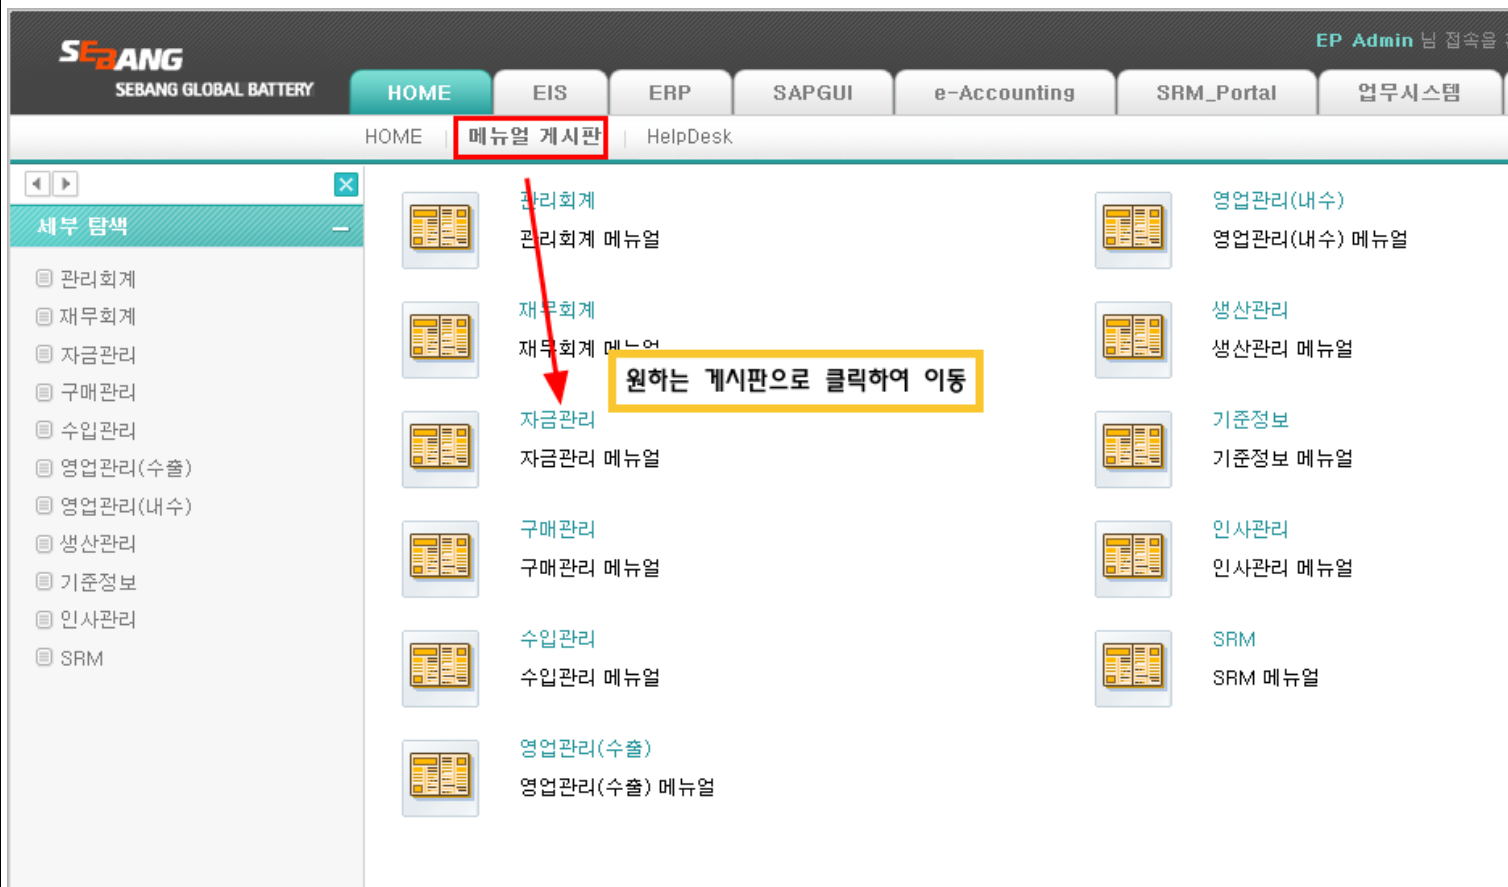 SEBANG
SEBANG GLOBAL BATTERY
EP Admin 님 접속을
HOME EIS ERP SAPGUI e-Accounting SRM_Portal 업무시스템
HOME 메뉴얼 게시판 HelpDesk
세부 탐색
관리회계
재무회계
자금관리
구매관리
수입관리
영업관리(수출)
영업관리(내수)
생산관리
기준정보
인사관리
SRM
관리회계
관리회계 메뉴얼
재무회계
재무회계 메뉴얼
원하는 게시판으로 클릭하여 이동
자금관리
자금관리 메뉴얼
구매관리
구매관리 메뉴얼
수입관리
수입관리 메뉴얼
영업관리(수출)
영업관리(수출) 메뉴얼
영업관리(내수)
영업관리(내수) 메뉴얼
생산관리
생산관리 메뉴얼
기준정보
기준정보 메뉴얼
인사관리
인사관리 메뉴얼
SRM
SRM 메뉴얼